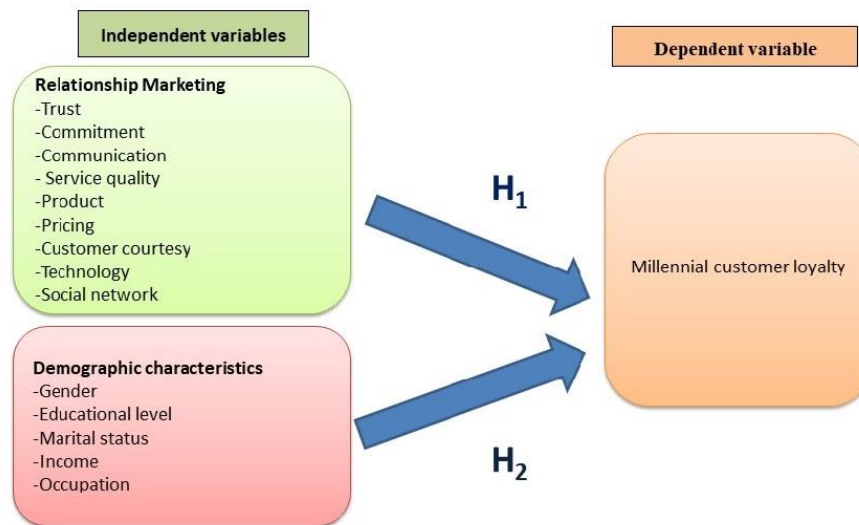 Independent variables
Relationship Marketing
-Trust
-Commitment
-Communication
- Service quality
-Product
-Pricing
-Customer courtesy
-Technology
-Social network
Demographic characteristics
-Gender
-Educational level
-Marital status
-Income
-Occupation
H₁
H₂
Dependent variable
Millennial customer loyalty